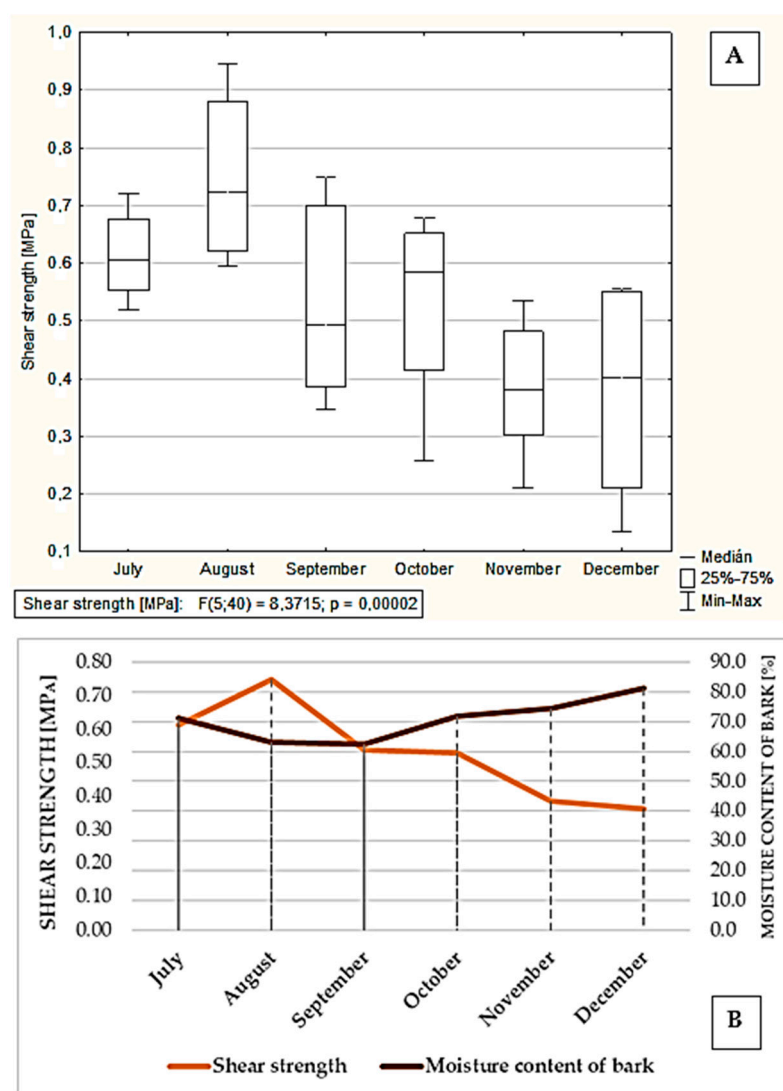 A
1,0
0,9
0,8
0,7
0,6
0,5
0,4
0,3
0,2
0,1
Shear strength [MPa]
July August September October November December
— Medián
25%-75%
Min-Max
Shear strength [MPa]: F(5;40) = 8,3715; p = 0,00002
0.80
0.70
0.60
0.50
0.40
0.30
0.20
0.10
0.00
SHEAR STRENGTH [MPA]
90.0
80.0
70.0
60.0
50.0
40.0
30.0
20.0
10.0
0.0
MOISTURE CONTENT OF BARK [%]
July August September October November December
B
Shear strength Moisture content of bark